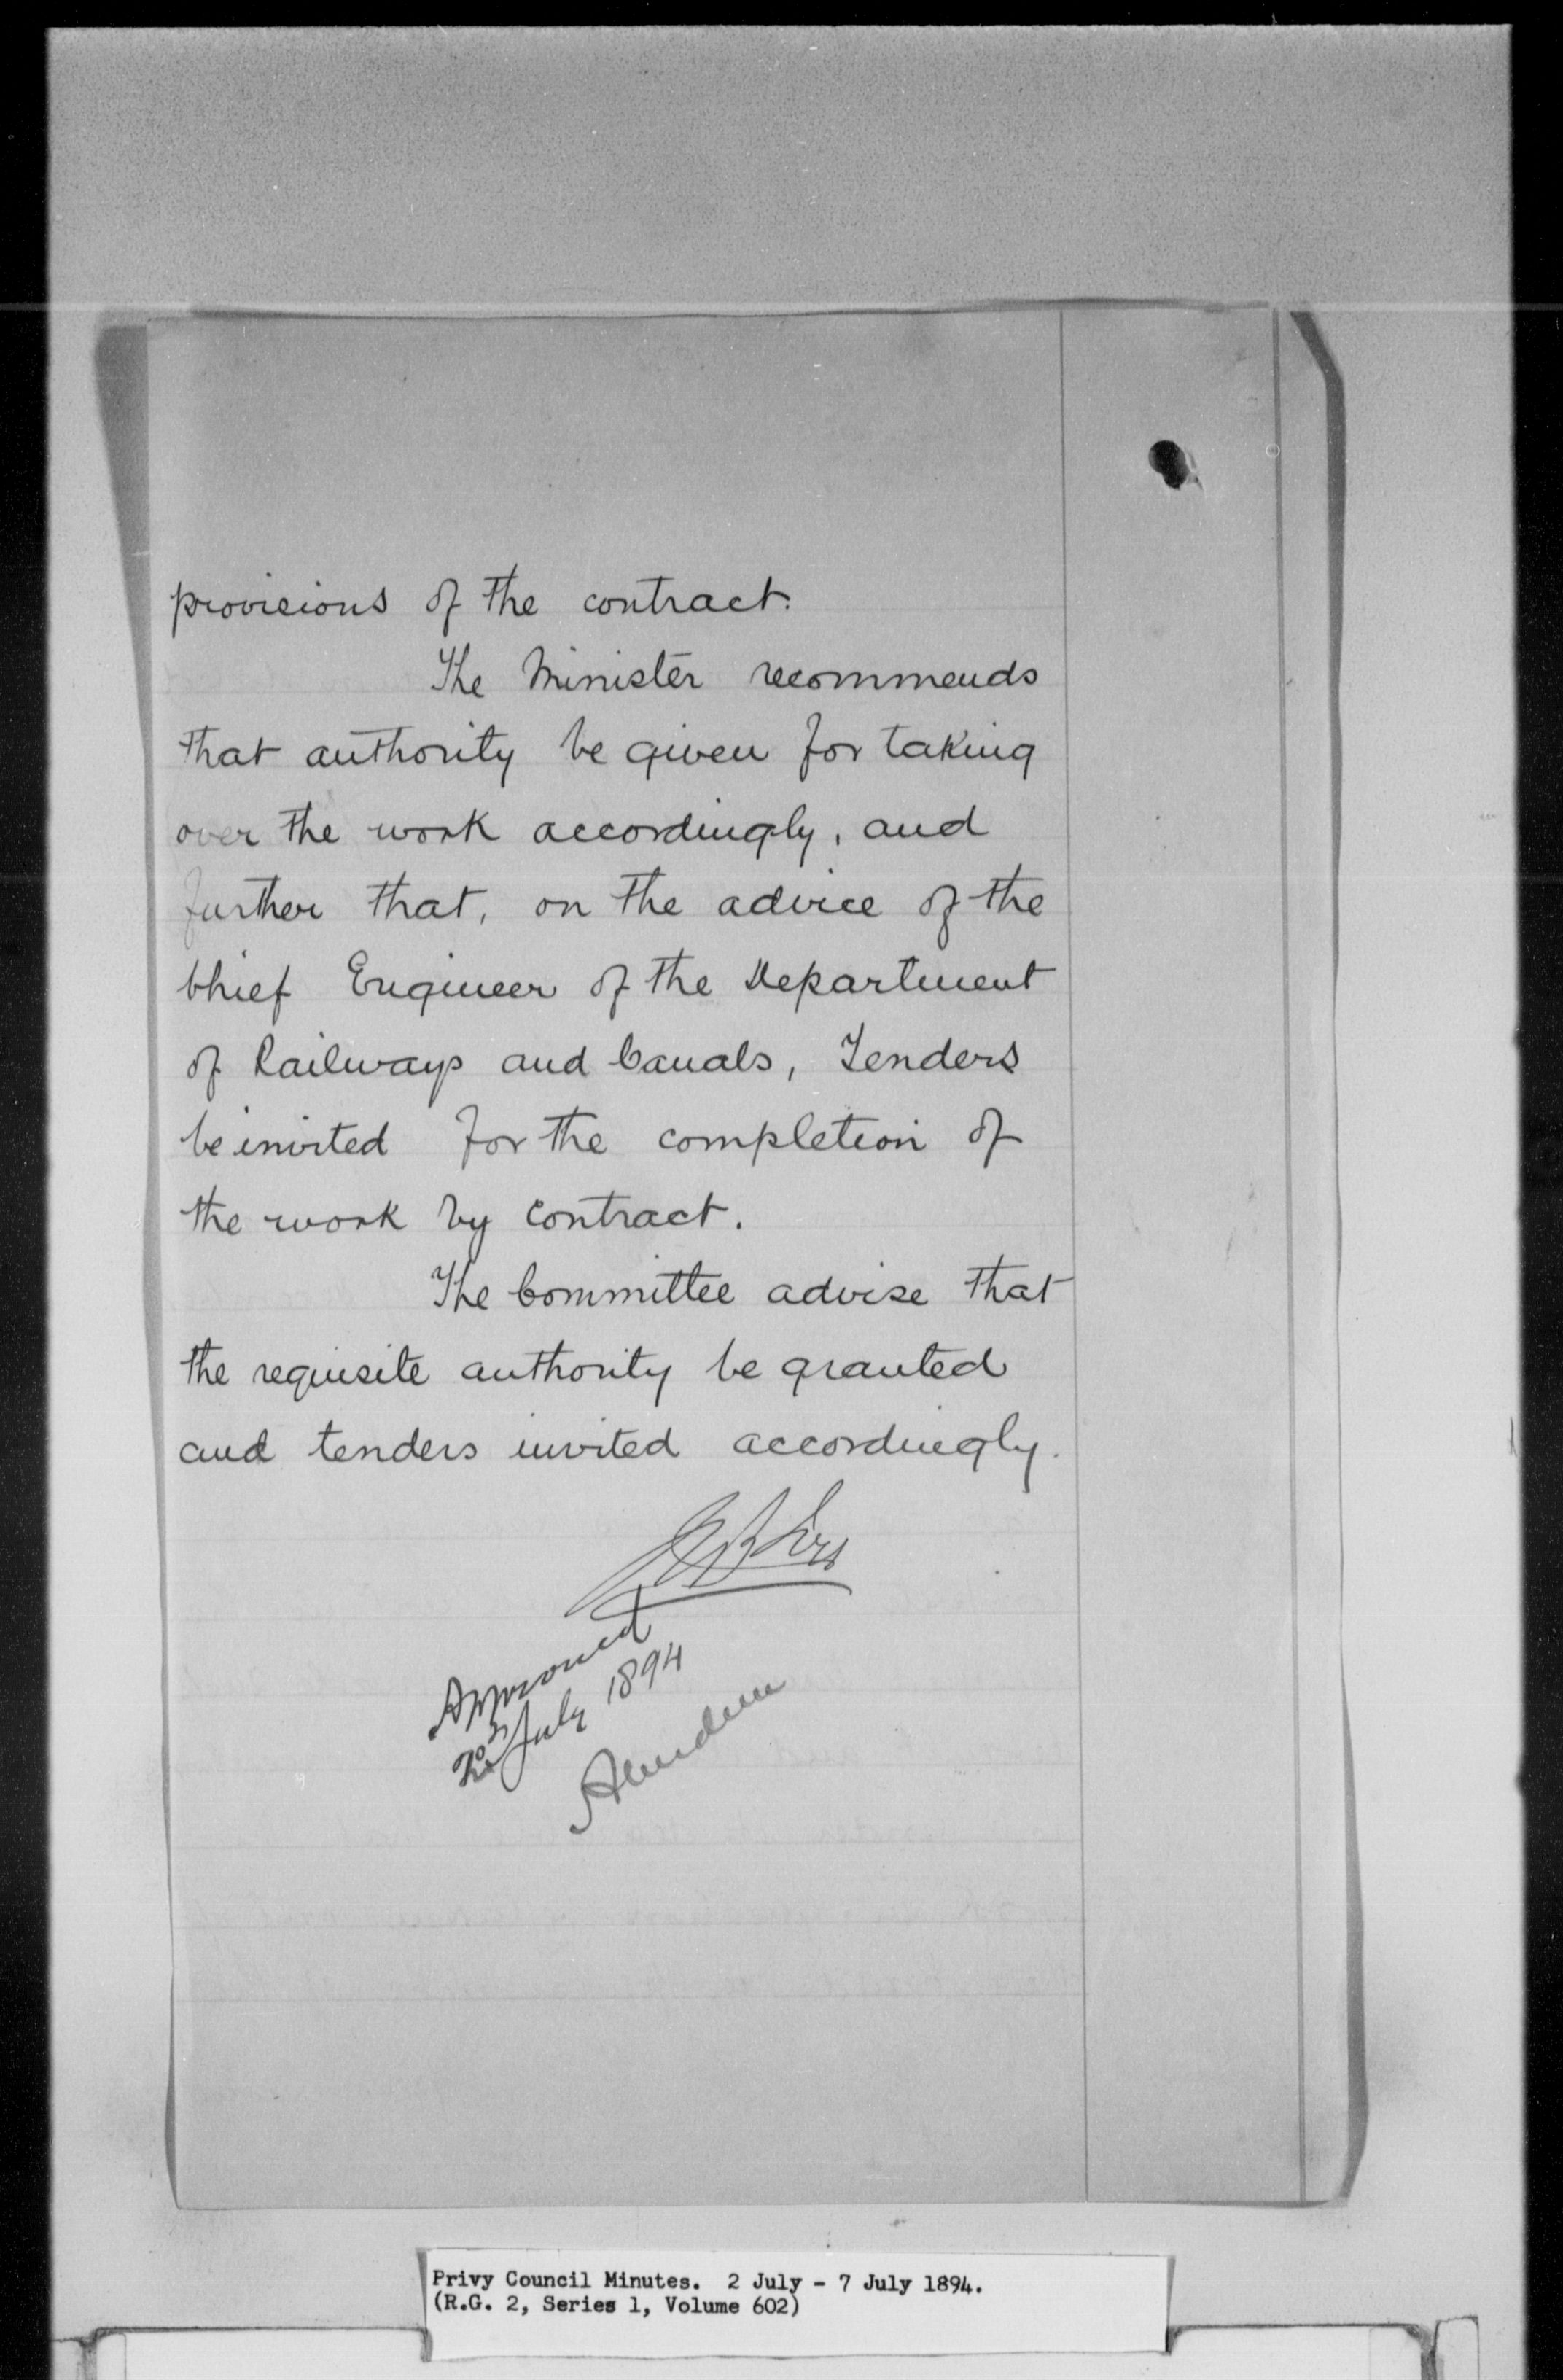 provisions of the contract.
The Minister recommends
that authority be given for taking
over the work accordingly, and
further that, on the advice of the
Chief Engineer of the Department
of Railways and Canals, Tenders
be invited for the completion of
the work by contract.
The Committee advise that
the requisite authority be granted
and tenders invited accordingly.
Approved
July 1894
Aberdeen
Privy Council Minutes. 2 July - 7 July 1894.
(R.G. 2, Series 1, Volume 602)